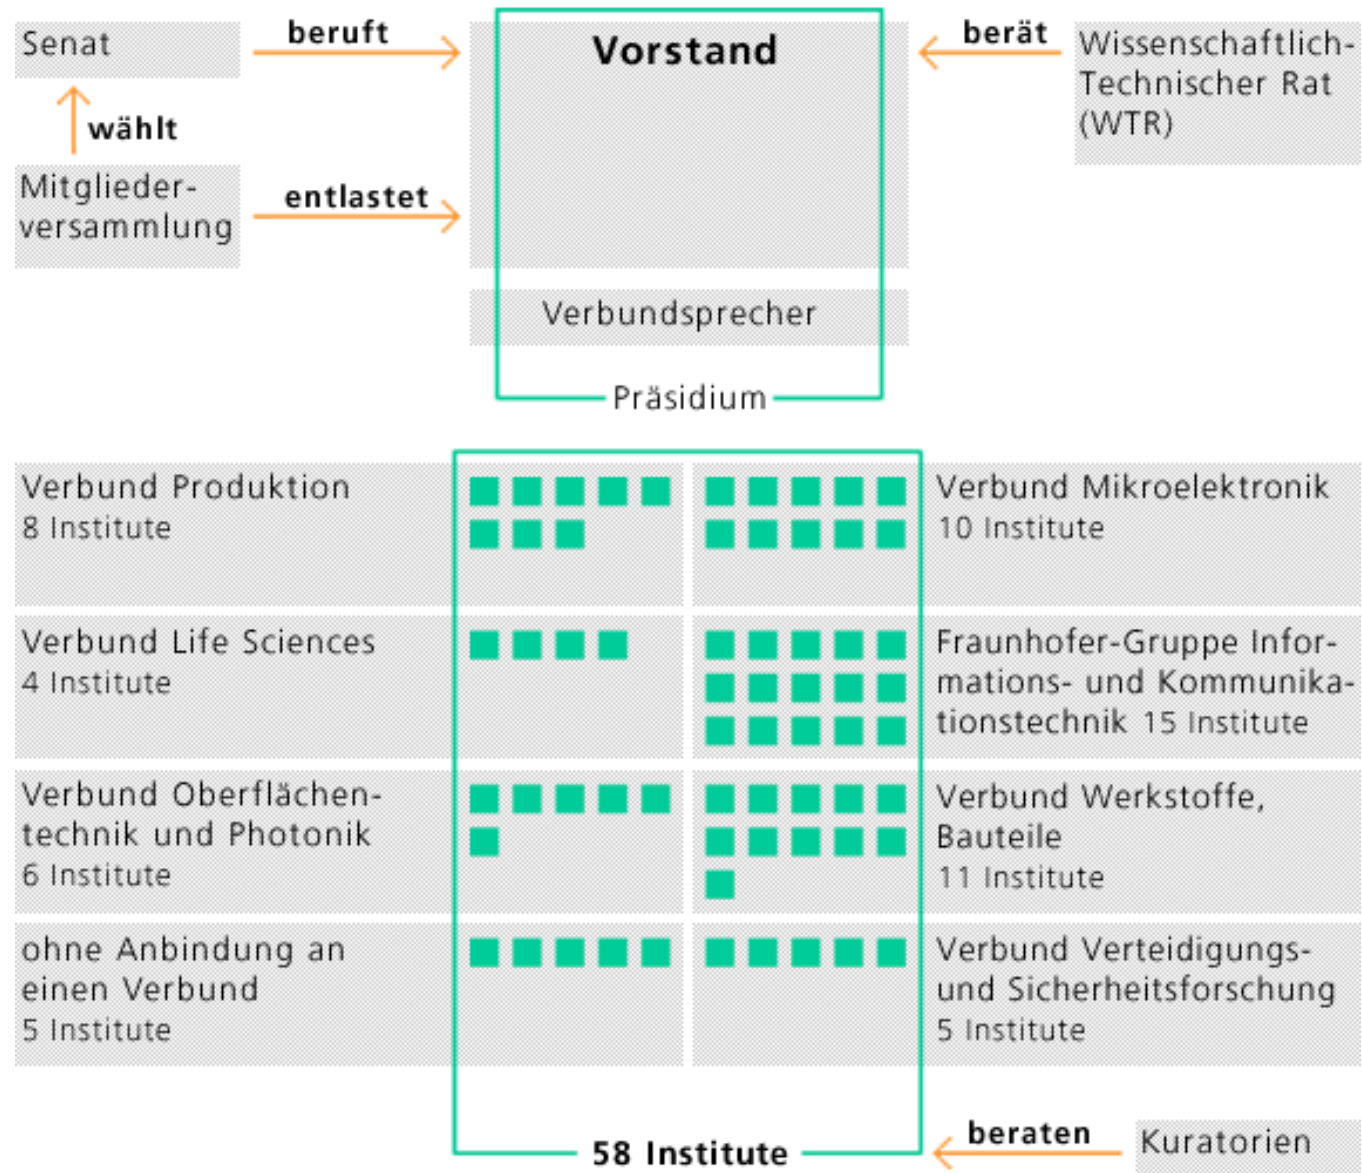 Senat
beruft
Vorstand
berät
Wissenschaftlich-
Technischer Rat
(WTR)
wählt
Mitglieder-
versammlung
entlastet
Verbundsprecher
Präsidium
Verbund Produktion
8 Institute
Verbund Mikroelektronik
10 Institute
Verbund Life Sciences
4 Institute
Fraunhofer-Gruppe Infor-
mations- und Kommunika-
tionstechnik 15 Institute
Verbund Oberflächen-
technik und Photonik
6 Institute
Verbund Werkstoffe,
Bauteile
11 Institute
ohne Anbindung an
einen Verbund
5 Institute
Verbund Verteidigungs-
und Sicherheitsforschung
5 Institute
58 Institute
beraten
Kuratorien